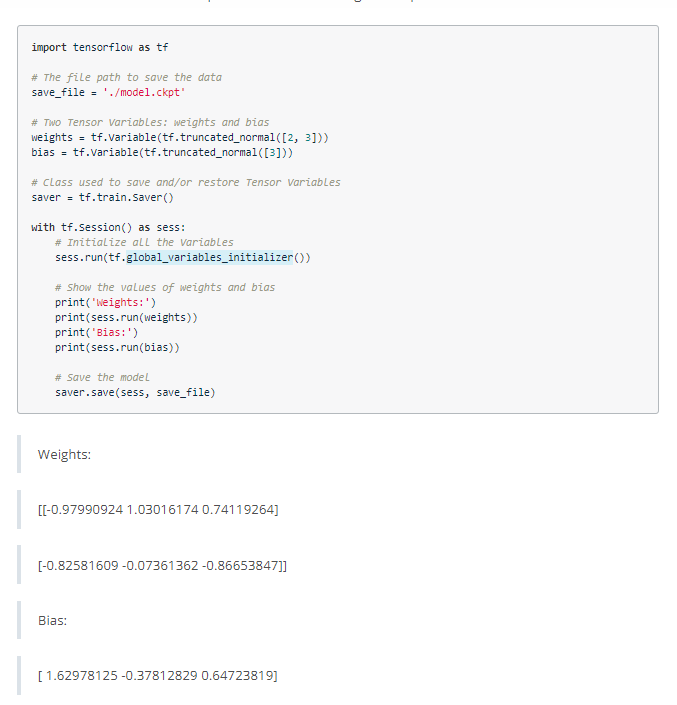 import tensorflow as tf
# The file path to save the data
save_file = './model.ckpt'
# Two Tensor Variables: weights and bias
weights = tf.Variable(tf.truncated_normal([2, 3]))
bias = tf.Variable(tf.truncated_normal([3]))
# Class used to save and/or restore Tensor Variables
saver = tf.train.Saver()
with tf.Session() as sess:
    # Initialize all the Variables
    sess.run(tf.global_variables_initializer())
    # Show the values of weights and bias
    print('Weights:')
    print(sess.run(weights))
    print('Bias:')
    print(sess.run(bias))
    # Save the model
    saver.save(sess, save_file)
Weights:
[[-0.97990924 1.03016174 0.74119264]
[-0.82581609 -0.07361362 -0.86653847]]
Bias:
[ 1.62978125 -0.37812829 0.64723819]